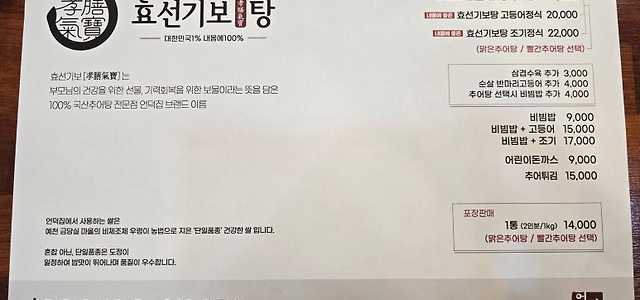 孝膳氣寶
효선기보탕
孝膳氣寶
대한민국1% 내몸에100%
효선기보 [孝膳氣寶] 는
부모님의 건강을 위한 선물, 기력회복을 위한 보물이라는 뜻을 담은
100% 국산추어탕 전문점 언덕집 브랜드 이름
언덕집에서 사용하는 쌀은
예천 금당실 마을의 비제초제 우렁이 농법으로 지은 '단일품종' 건강한 쌀 입니다.
혼합 아닌, 단일품종은 도정이
일정하여 밥맛이 뛰어나며 품질이 우수합니다.
효선기보탕 고등어정식 20,000
효선기보탕 조기정식 22,000
(맑은추어탕 / 빨간추어탕 선택)
삼겹수육 추가 3,000
순살 반마리고등어 추가 4,000
추어탕 선택시 비빔밥 추가 4,000
비빔밥 9,000
비빔밥 + 고등어 15,000
비빔밥 + 조기 17,000
어린이돈까스 9,000
추어튀김 15,000
포장판매
1통 (2인분/1kg) 14,000
(맑은추어탕 / 빨간추어탕 선택)